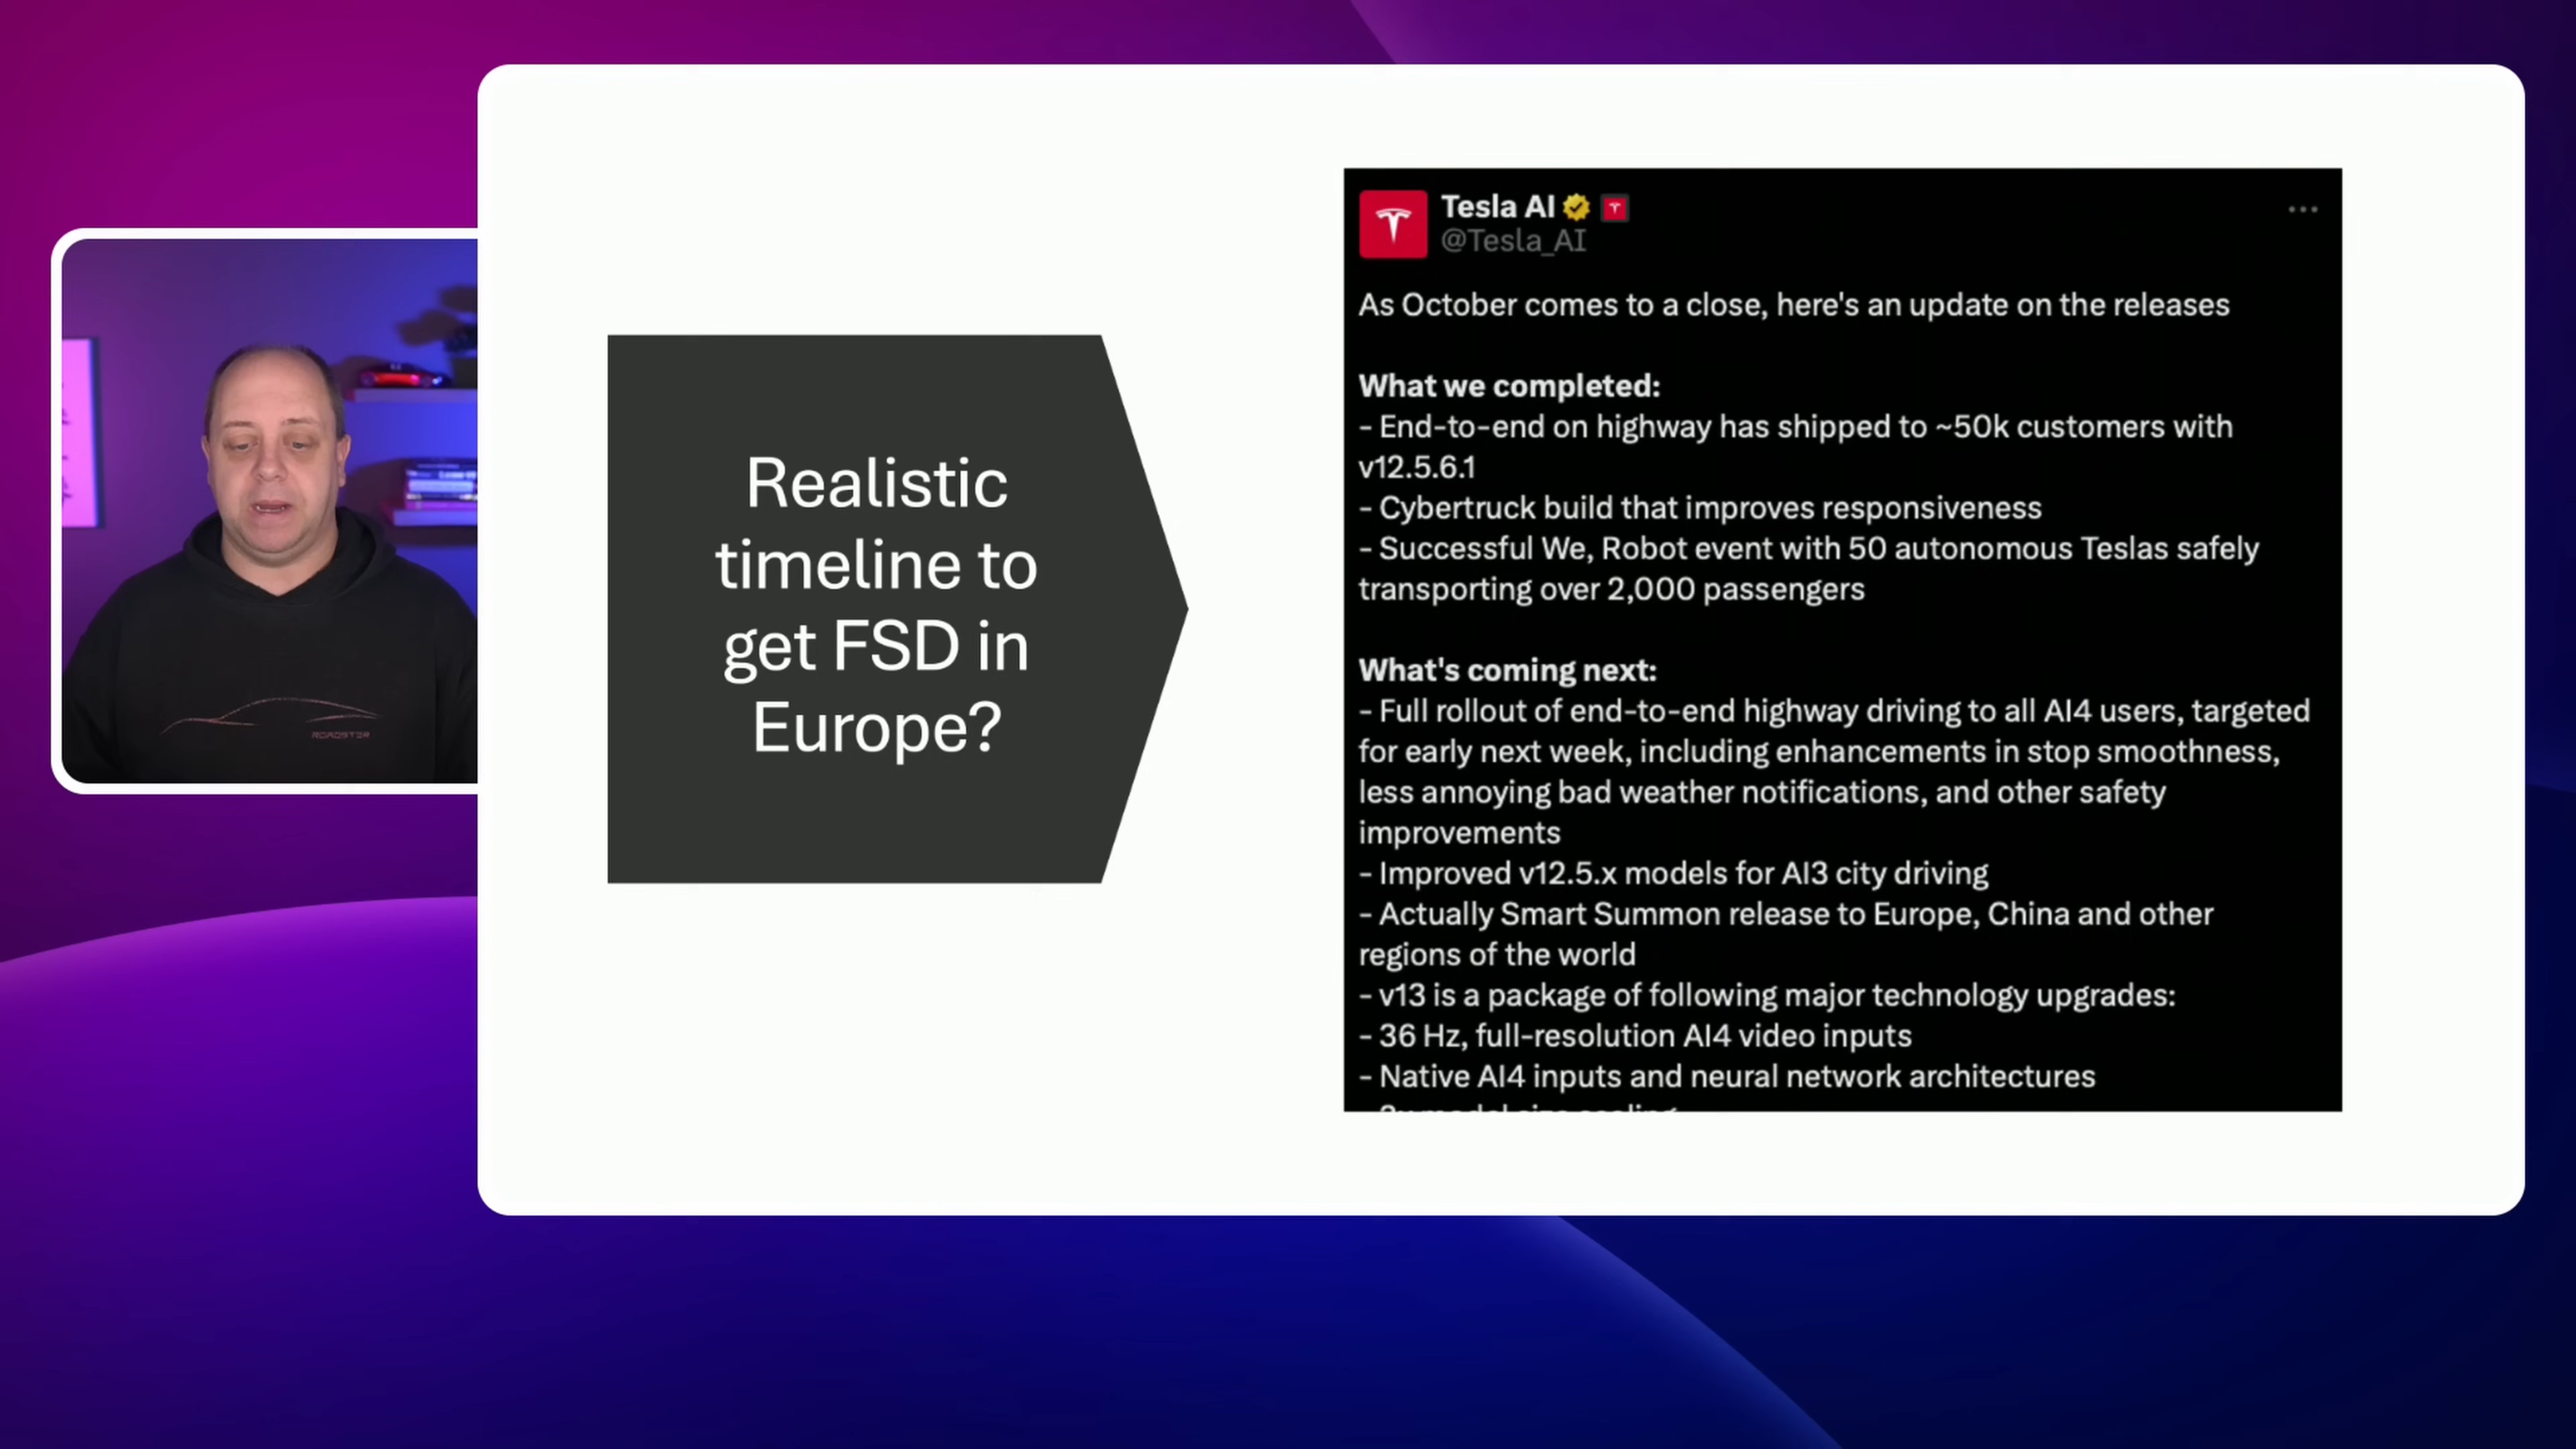 Realistic
timeline to
get FSD in
Europe?
Tesla AI
@Tesla_AI
As October comes to a close, here's an update on the releases
What we completed:
- End-to-end on highway has shipped to ~50k customers with
v12.5.6.1
- Cybertruck build that improves responsiveness
- Successful We, Robot event with 50 autonomous Teslas safely
transporting over 2,000 passengers
What's coming next:
- Full rollout of end-to-end highway driving to all AI4 users, targeted
for early next week, including enhancements in stop smoothness,
less annoying bad weather notifications, and other safety
improvements
- Improved v12.5.x models for AI3 city driving
- Actually Smart Summon release to Europe, China and other
regions of the world
- v13 is a package of following major technology upgrades:
- 36 Hz, full-resolution AI4 video inputs
- Native AI4 inputs and neural network architectures
ROADSTER